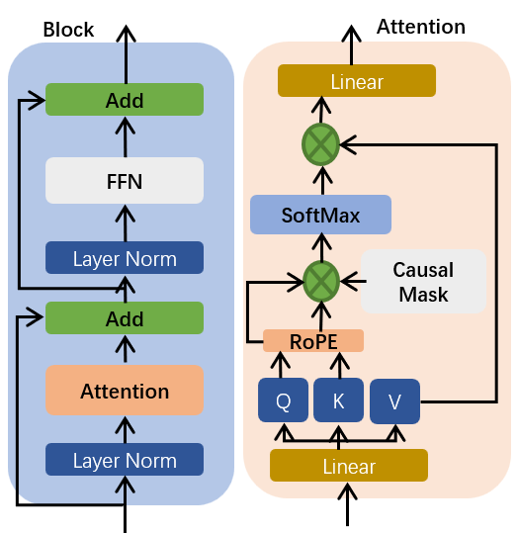 Block
Add
FFN
Layer Norm
Add
Attention
Layer Norm
Attention
Linear
SoftMax
Causal
Mask
RoPE
Q
K
V
Linear